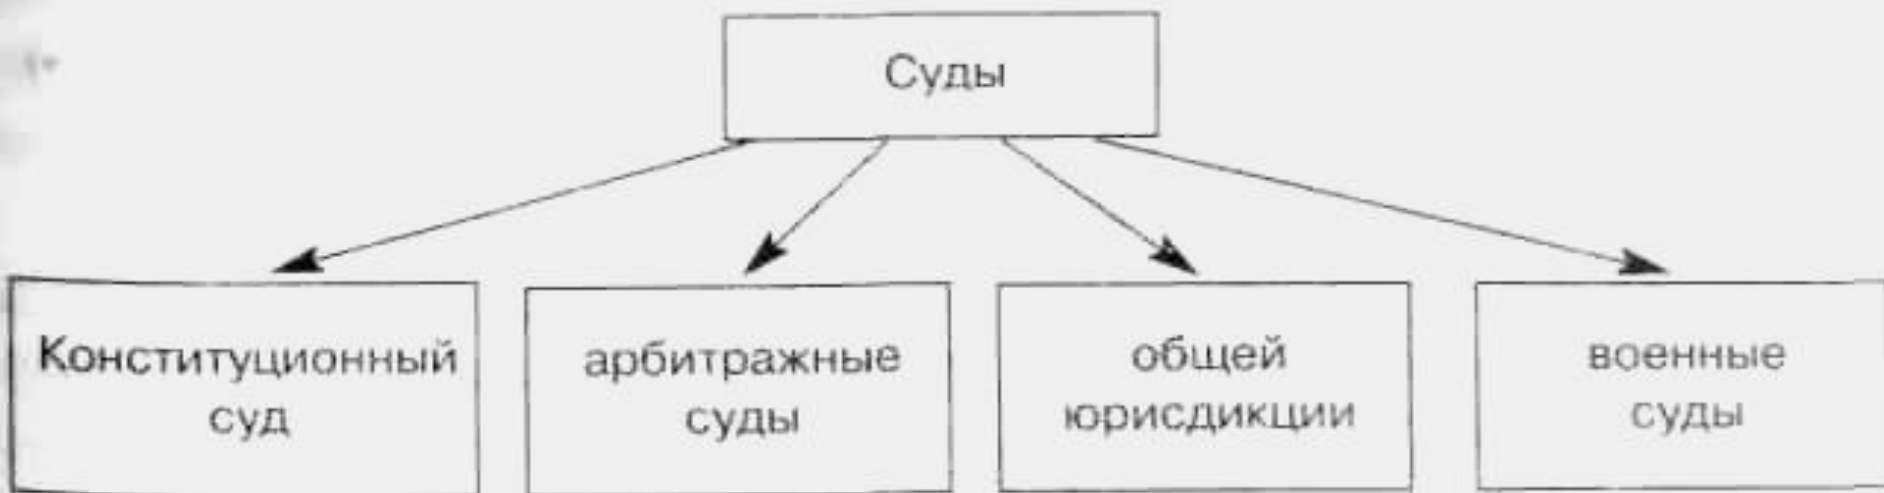 Суды
Конституционный
суд
арбитражные
суды
общей
юрисдикции
военные
суды